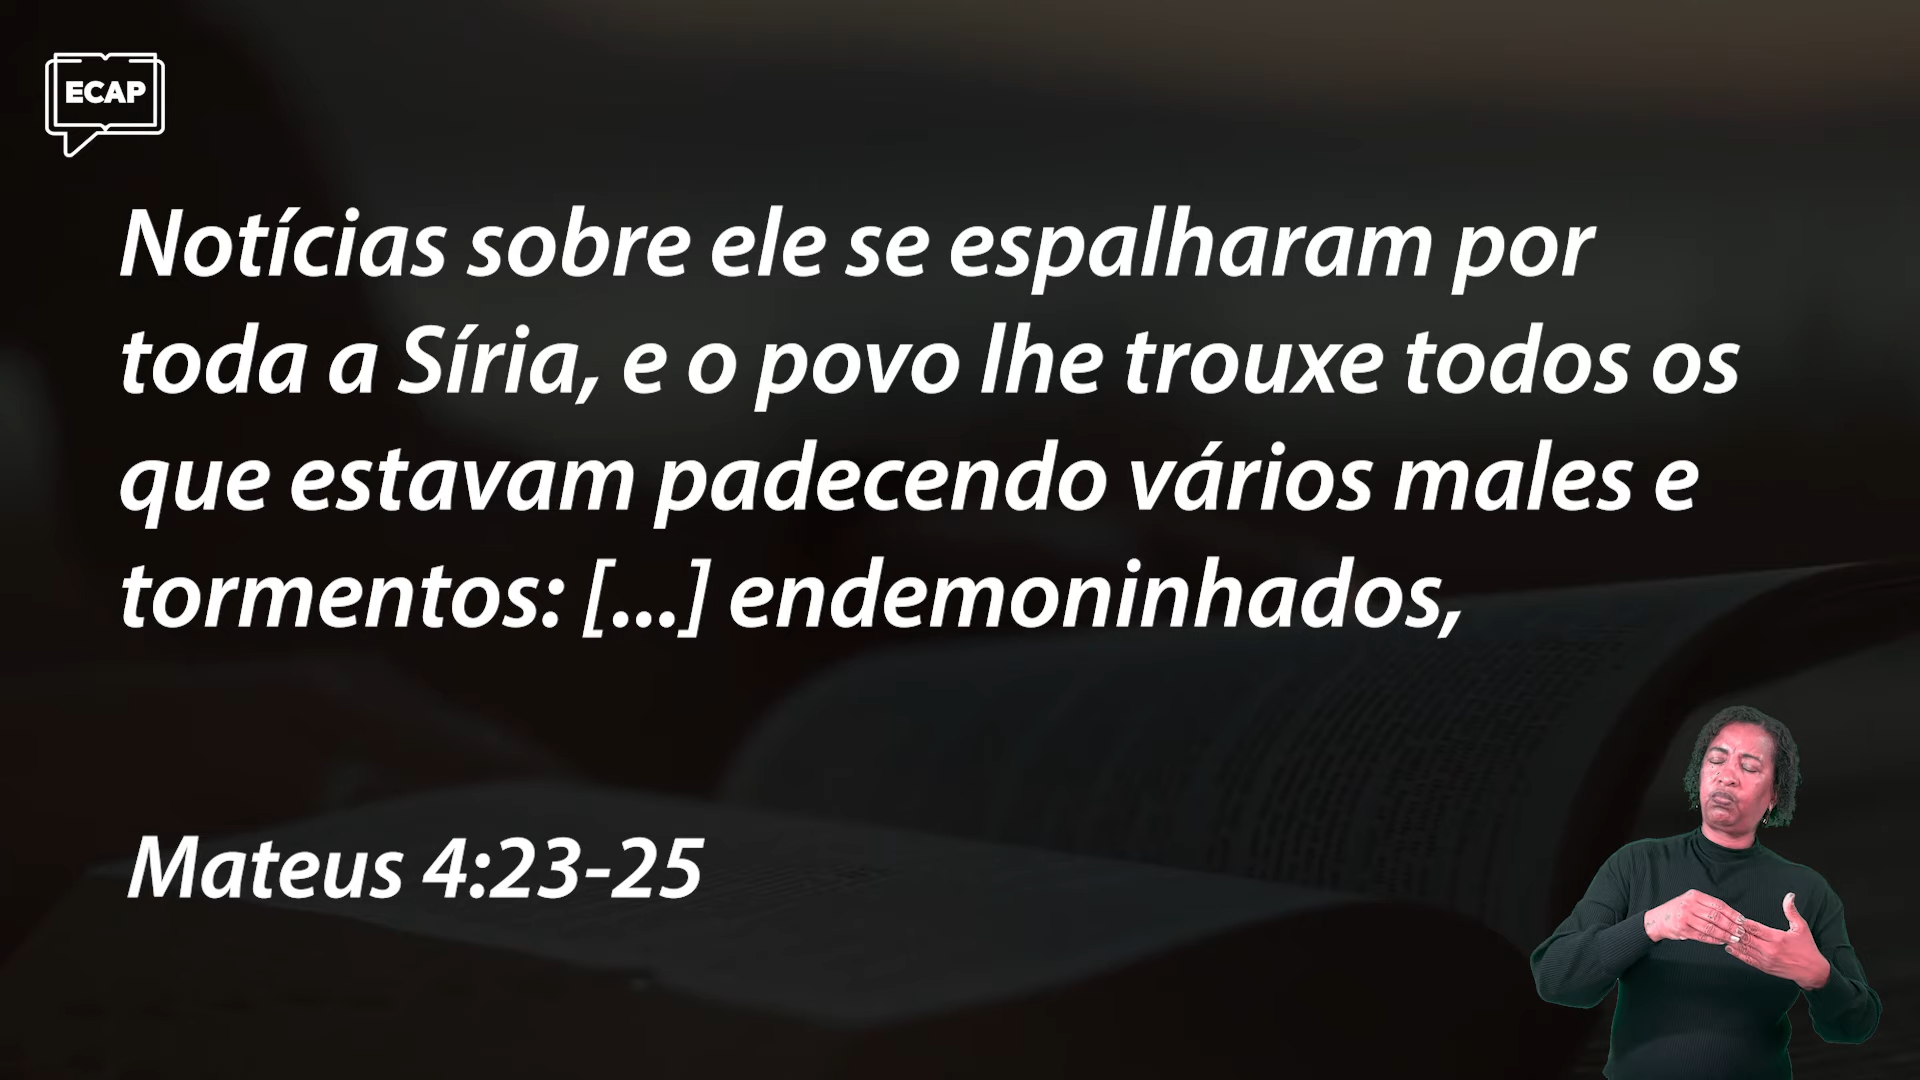 ECAP
Notícias sobre ele se espalharam por
toda a Síria, e o povo lhe trouxe todos os
que estavam padecendo vários males e
tormentos: [...] endemoninhados,
Mateus 4:23-25